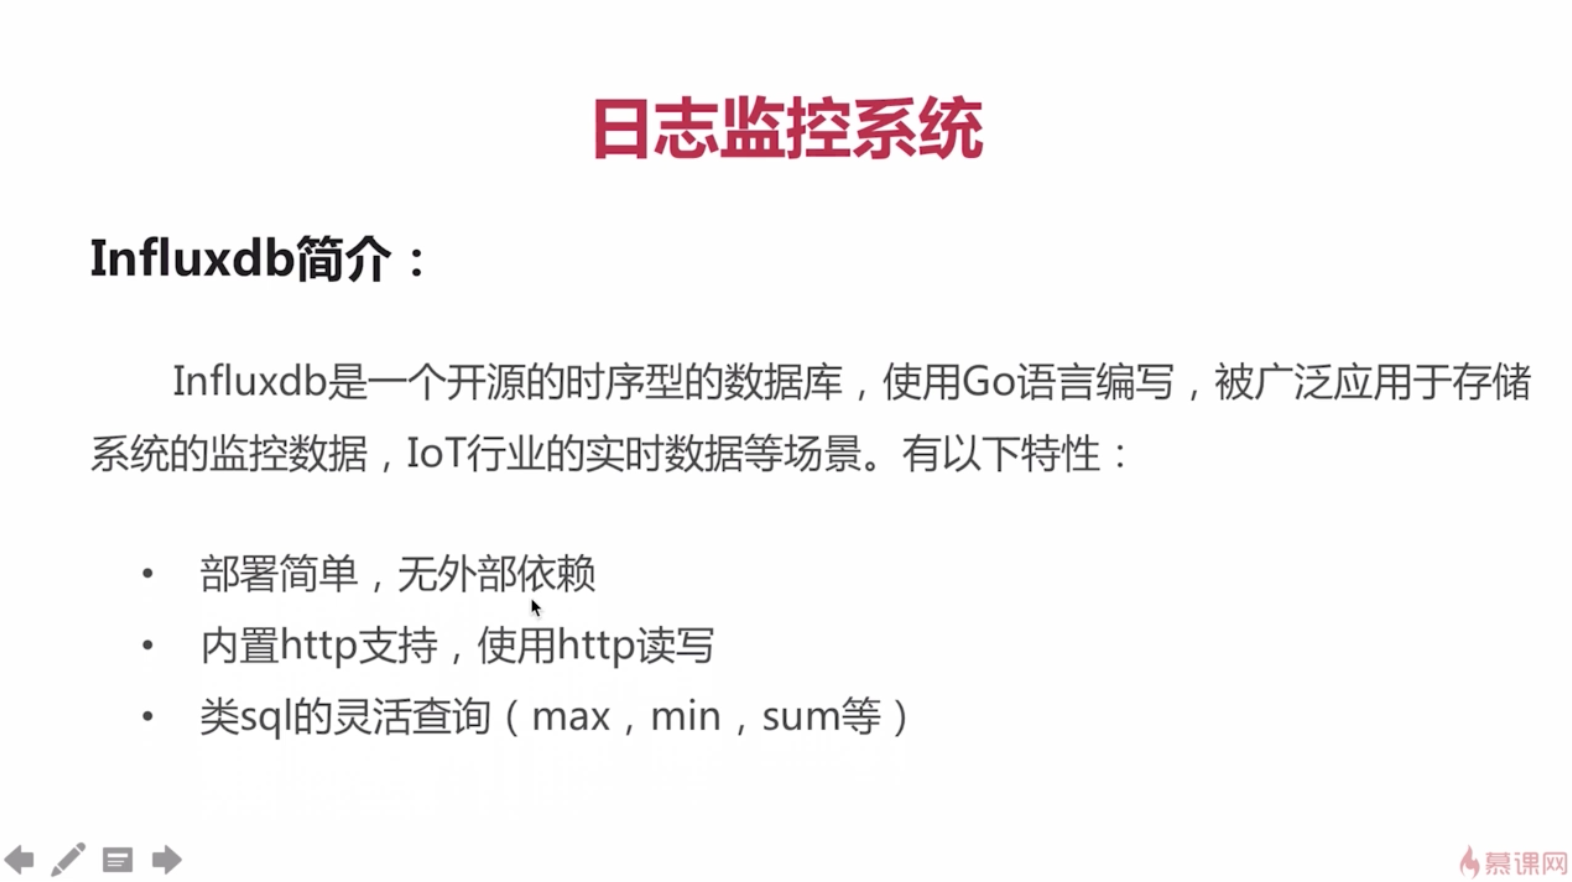 日志监控系统
Influxdb简介：
Influxdb是一个开源的时序型的数据库，使用Go语言编写，被广泛应用于存储
系统的监控数据，IoT行业的实时数据等场景。有以下特性：
• 部署简单，无外部依赖
• 内置http支持，使用http读写
• 类sql的灵活查询（max，min，sum等）
慕课网